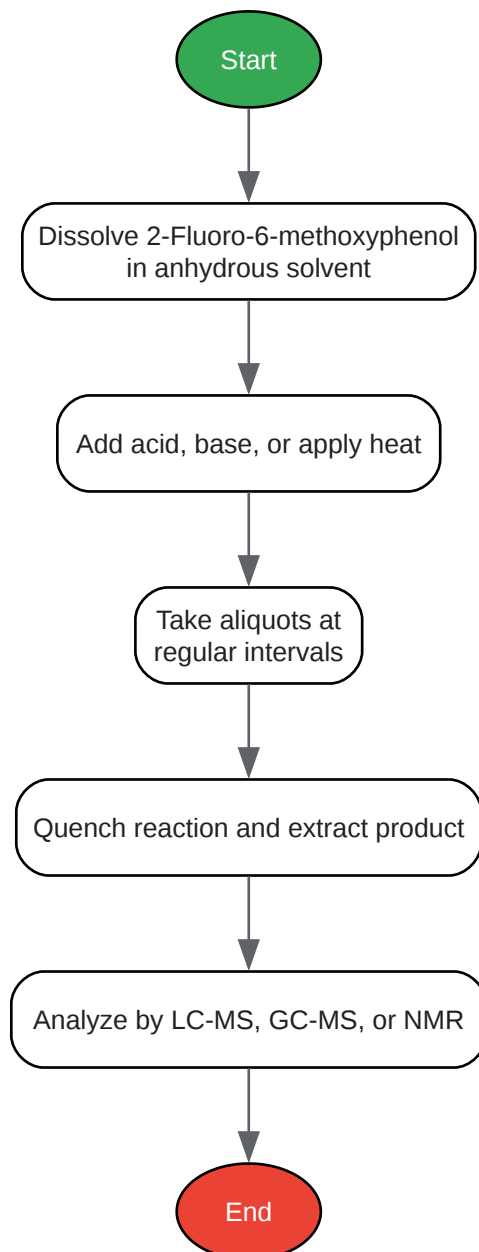 Start
Dissolve 2-Fluoro-6-methoxyphenol
in anhydrous solvent
Add acid, base, or apply heat
Take aliquots at
regular intervals
Quench reaction and extract product
Analyze by LC-MS, GC-MS, or NMR
End